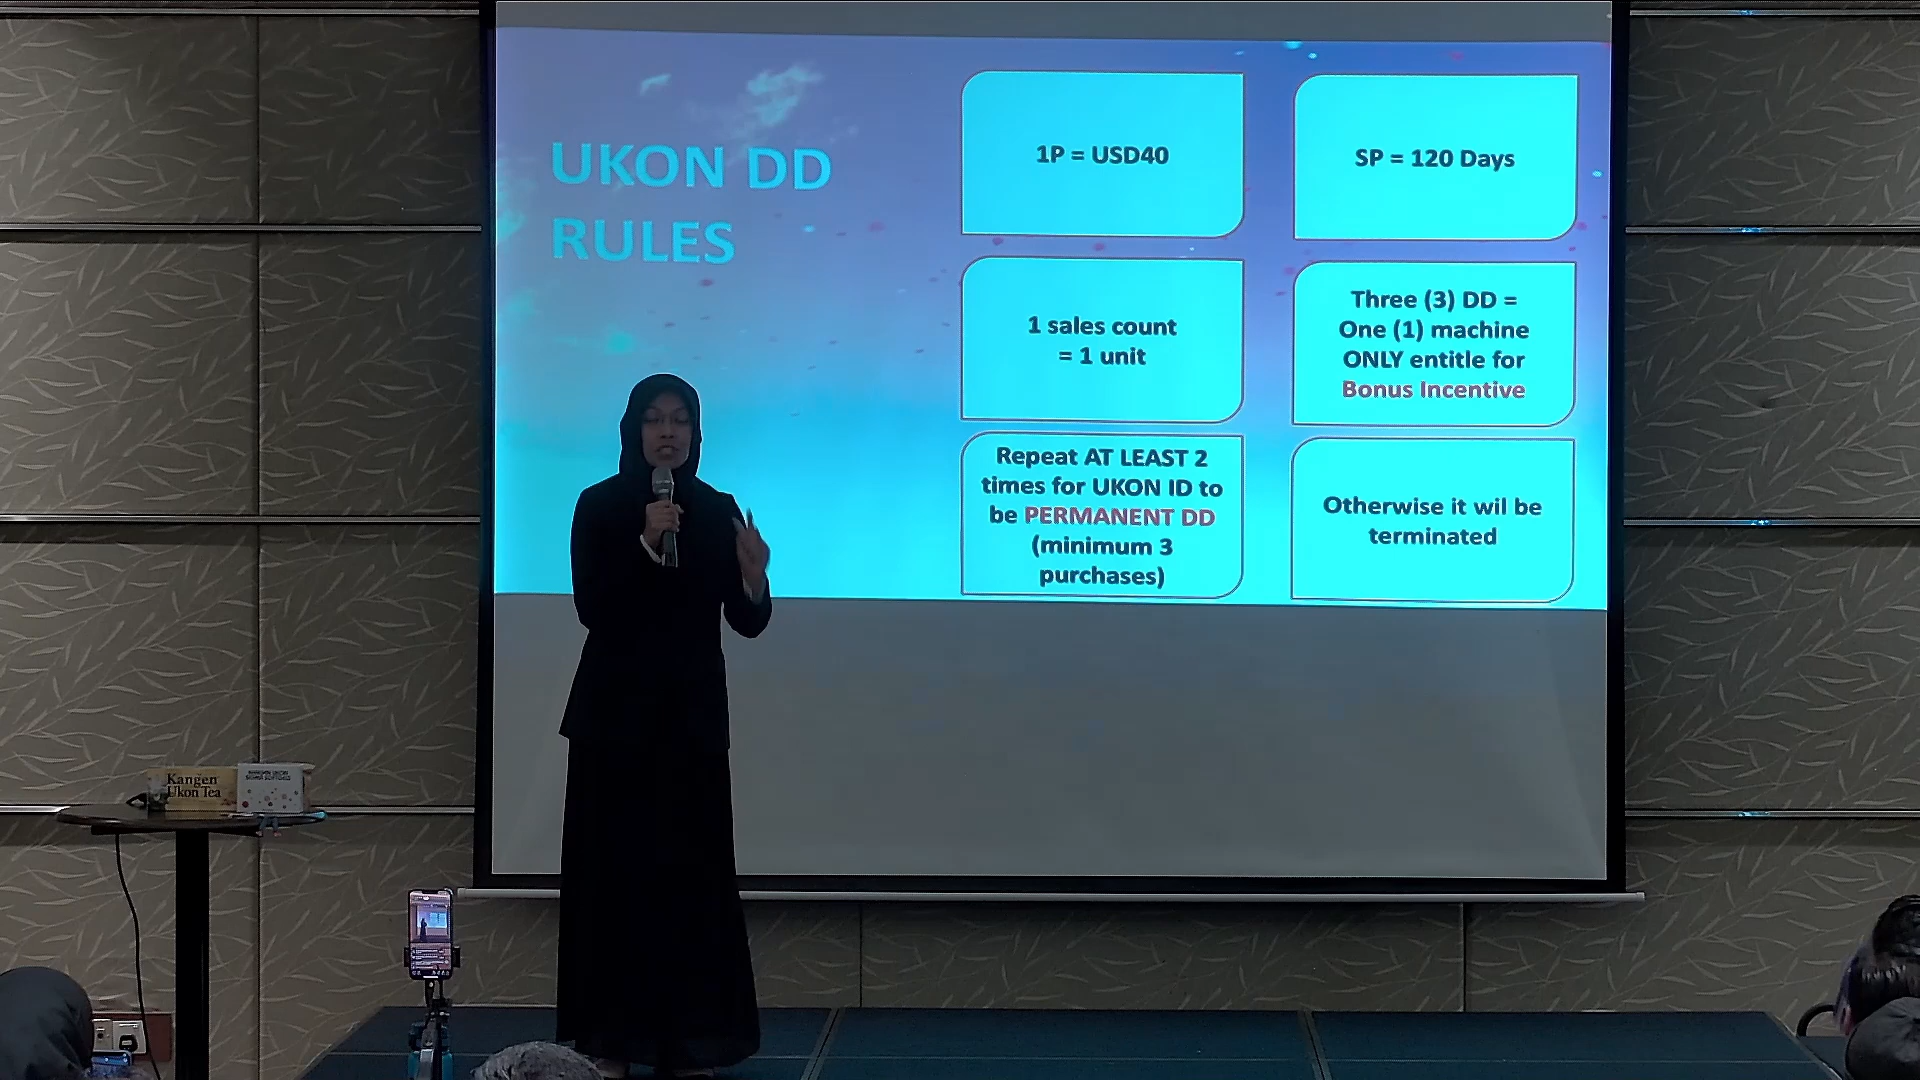 UKON DD
RULES
1P = USD40
SP = 120 Days
1 sales count
= 1 unit
Three (3) DD =
One (1) machine
ONLY entitle for
Bonus Incentive
Repeat AT LEAST 2
times for UKON ID to
be PERMANENT DD
(minimum 3
purchases)
Otherwise it wil be
terminated
Kangen
Ukon Tea